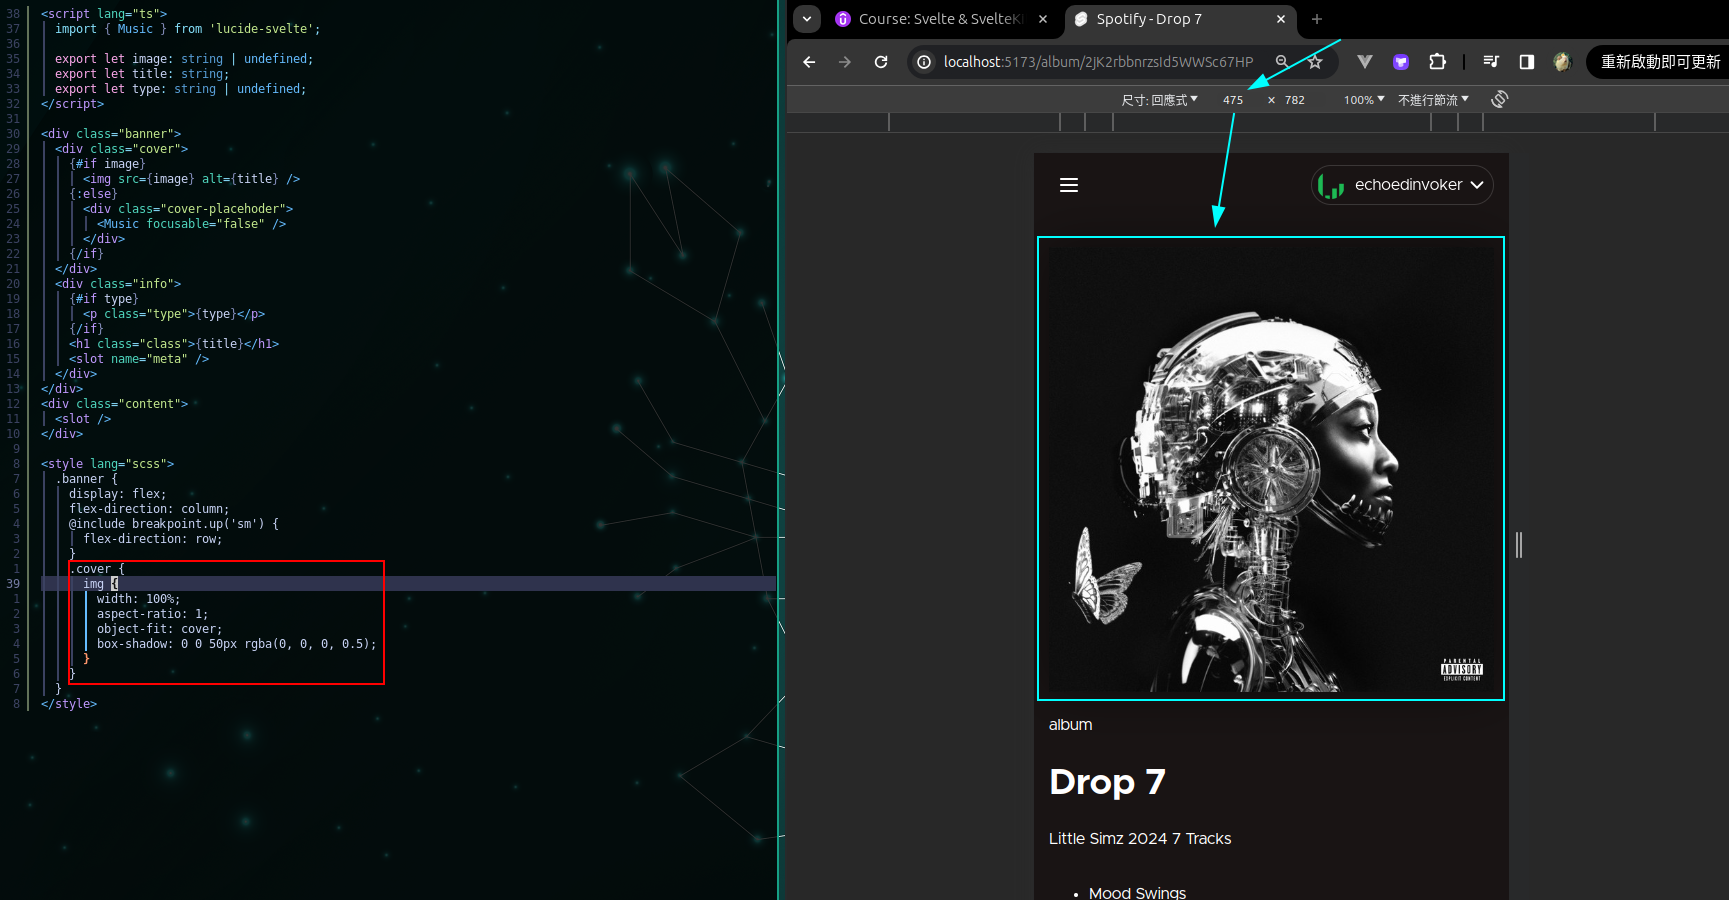 38 <script lang="ts">
37 import { Music } from 'lucide-svelte';
36
35 export let image: string | undefined;
34 export let title: string;
33 export let type: string | undefined;
32 </script>
31
30 <div class="banner">
29 <div class="cover">
28 {#if image}
27 <img src={image} alt={title} />
26 {:else}
25 <div class="cover-placehoder">
24 <Music focusable="false" />
23 </div>
22 {/if}
21 </div>
20 <div class="info">
19 {#if type}
18 <p class="type">{type}</p>
17 {/if}
16 <h1 class="class">{title}</h1>
15 <slot name="meta" />
14 </div>
13 </div>
12 <div class="content">
11 <slot />
10 </div>
9
8 <style lang="scss">
7 .banner {
6 display: flex;
5 flex-direction: column;
4 @include breakpoint.up('sm') {
3 flex-direction: row;
2 }
1 .cover {
39 img {
1 width: 100%;
2 aspect-ratio: 1;
3 object-fit: cover;
4 box-shadow: 0 0 50px rgba(0, 0, 0, 0.5);
5 }
6 }
7 }
8 </style>
Course: Svelte & SvelteKi
Spotify - Drop 7
localhost:5173/album/2jK2rbbnrzsId5WWSc67HP
重新啟動即可更新
尺寸: 回應式 475 × 782 100% 不進行節流
echoedinvoker
PARENTAL
ADVISORY
EXPLICIT CONTENT
album
Drop 7
Little Simz 2024 7 Tracks
• Mood Swings